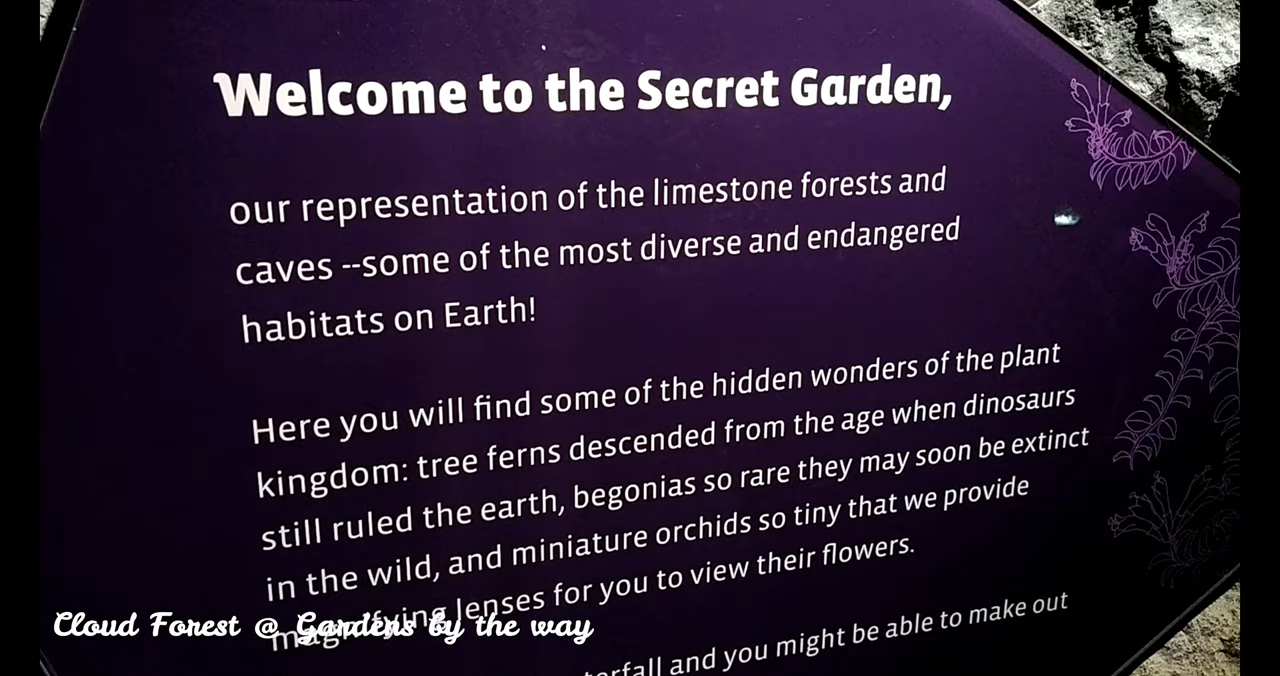 Welcome to the Secret Garden,
our representation of the limestone forests and
caves --some of the most diverse and endangered
habitats on Earth!
Here you will find some of the hidden wonders of the plant
kingdom: tree ferns descended from the age when dinosaurs
still ruled the earth, begonias so rare they may soon be extinct
in the wild, and miniature orchids so tiny that we provide
magnifying lenses for you to view their flowers.
Cloud Forest @ Gardens by the way
and you might be able to make out